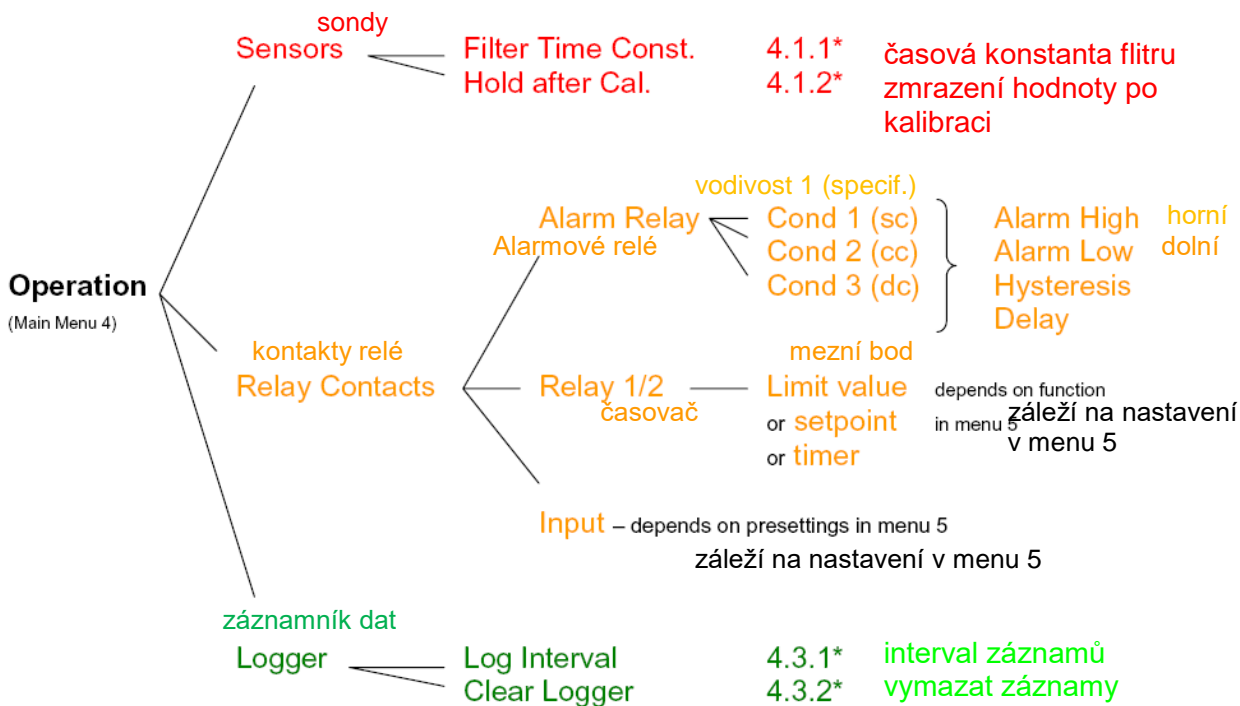 sondy
Sensors
Filter Time Const. 4.1.1*
Hold after Cal. 4.1.2*
časová konstanta flitru
zmrazení hodnoty po
kalibraci
vodivost 1 (specif.)
Alarm Relay
Alarmové relé
Cond 1 (sc)
Cond 2 (cc)
Cond 3 (dc)
Alarm High horní
Alarm Low dolní
Hysteresis
Delay
Operation
(Main Menu 4)
kontakty relé
Relay Contacts
Relay 1/2
časovač
mezní bod
Limit value
or setpoint
or timer
depends on function
in menu 5
záleží na nastavení
v menu 5
Input – depends on presettings in menu 5
záleží na nastavení v menu 5
záznamník dat
Logger
Log Interval 4.3.1* interval záznamů
Clear Logger 4.3.2* vymazat záznamy